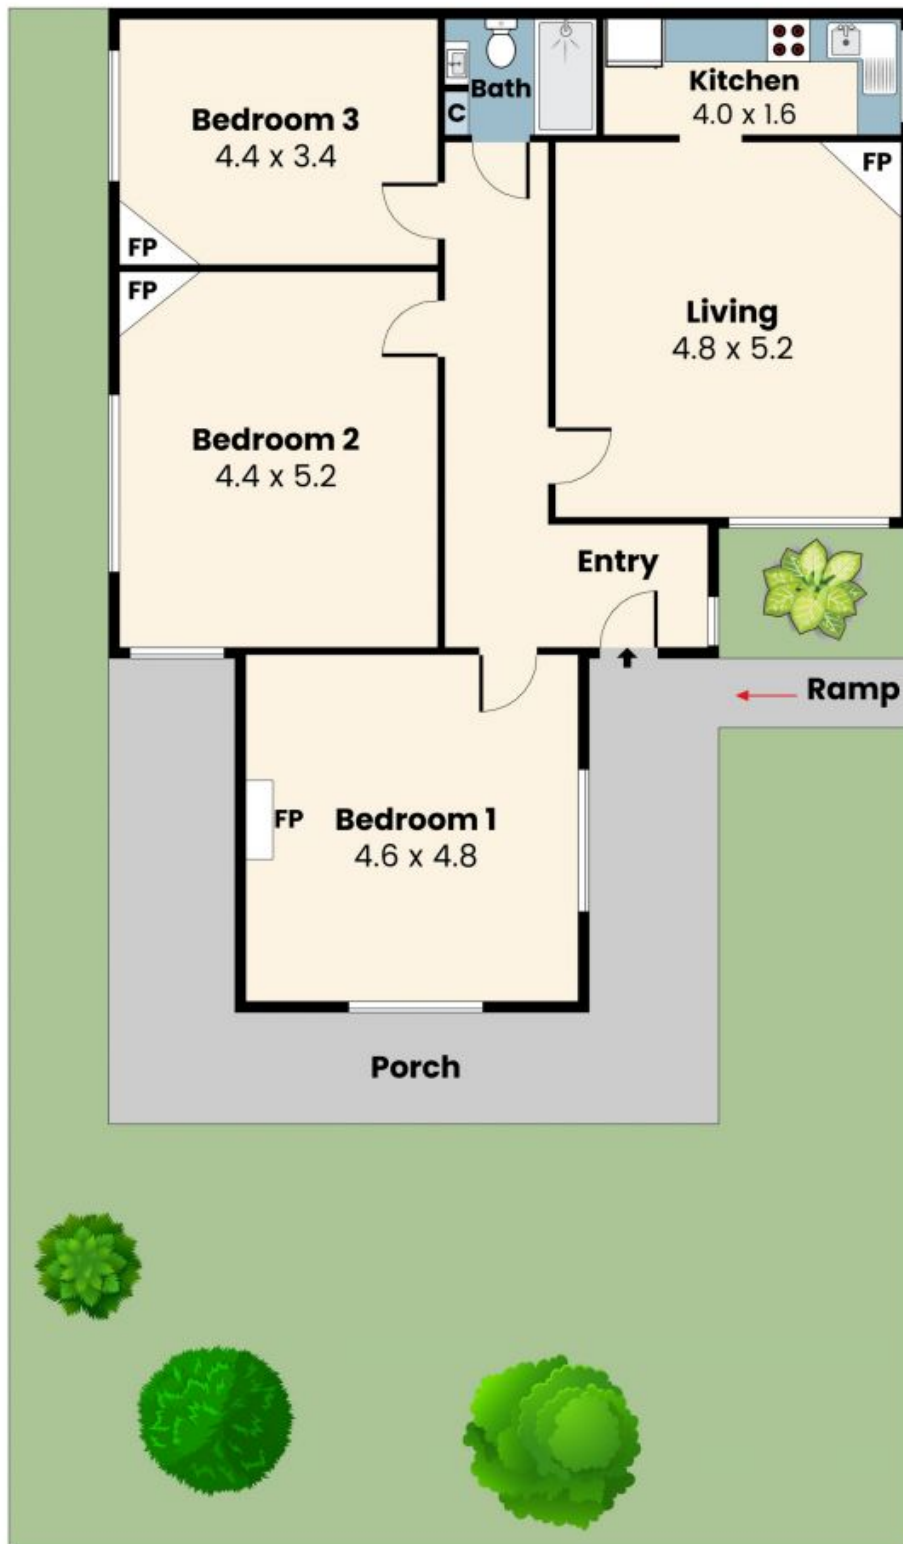 Bedroom 3
4.4 x 3.4
FP
Bath
C
Kitchen
4.0 x 1.6
FP
FP
Bedroom 2
4.4 x 5.2
Living
4.8 x 5.2
Entry
Ramp
FP
Bedroom 1
4.6 x 4.8
Porch